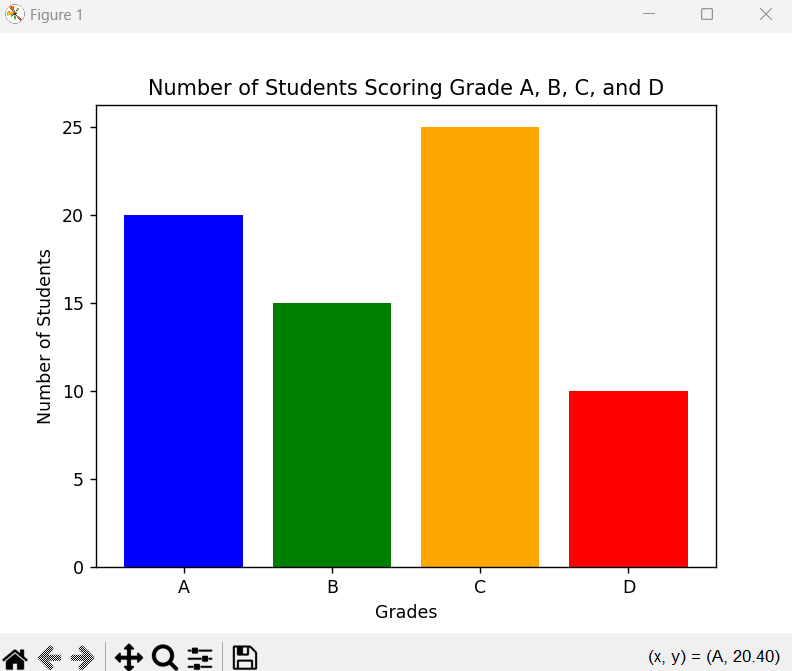 Figure 1
Number of Students Scoring Grade A, B, C, and D
25
20
15
10
5
0
Number of Students
A B C D
Grades
(x, y) = (A, 20.40)